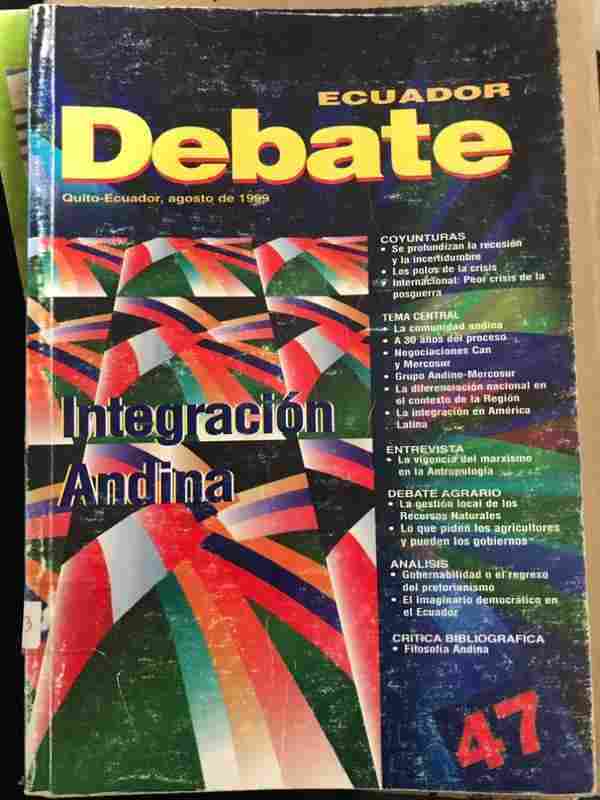 ECUADOR
Debate
Quito-Ecuador, agosto de 1999
COYUNTURAS
• Se profundizan la recesión
y la incertidumbre
• Los polos de la crisis
• Internacional: Peor crisis de la
posguerra
TEMA CENTRAL
• La comunidad andina
• A 30 años del proceso
• Negociaciones Can
y Mercosur
• Grupo Andino-Mercosur
• La diferenciación nacional en
el contexto de la Región
• La integración en América
Latina
ENTREVISTA
• La vigencia del marxismo
en la Antropología
DEBATE AGRARIO
• La gestión local de los
Recursos Naturales
• Lo que piden los agricultores
y pueden los gobiernos
ANALISIS
• Gobernabilidad o el regreso
del pretorianismo
• El imaginario democrático en
el Ecuador
CRITICA BIBLIOGRAFICA
• Filosofía Andina
Integración
Andina
47
3